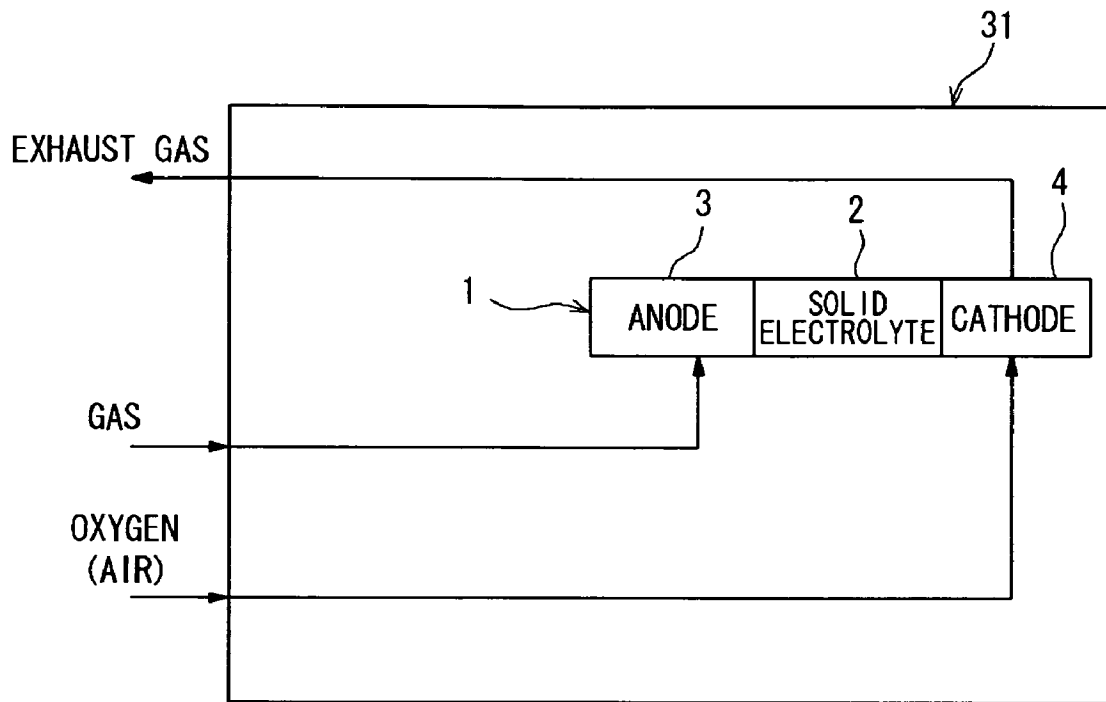 31
EXHAUST GAS
3
2
4
1
ANODE
SOLID
ELECTROLYTE
CATHODE
GAS
OXYGEN
(AIR)